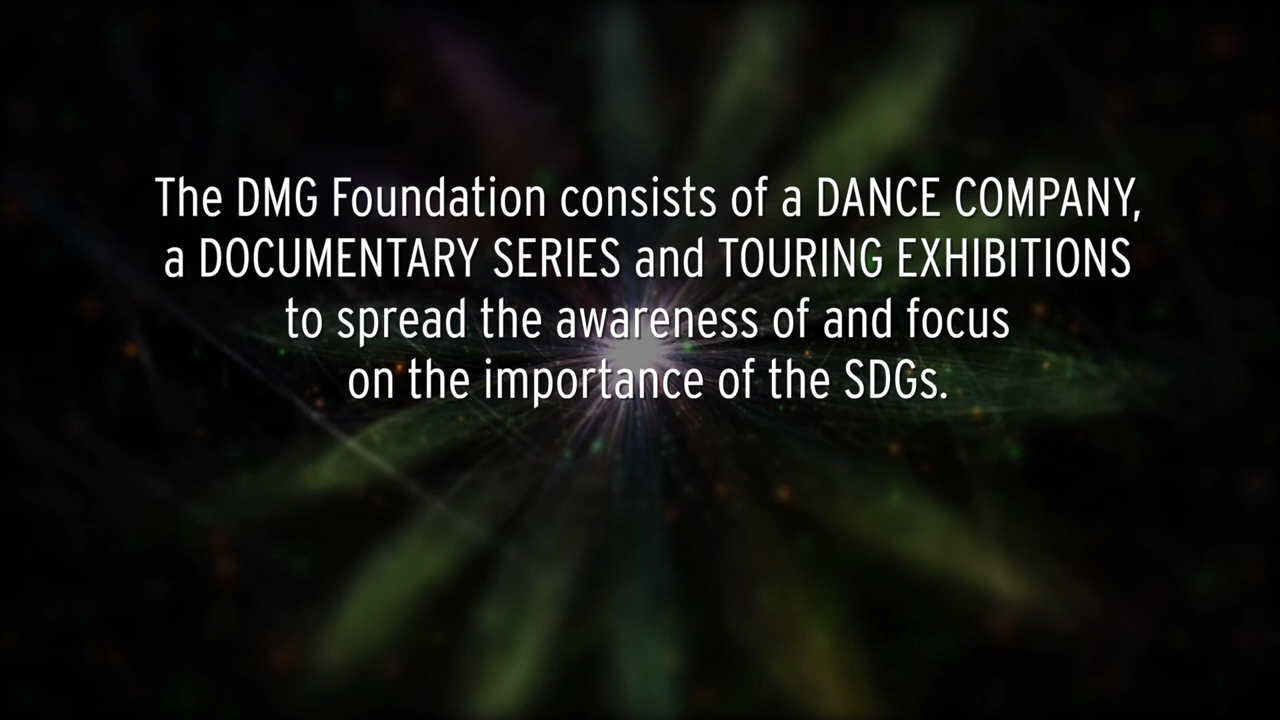 The DMG Foundation consists of a DANCE COMPANY,
a DOCUMENTARY SERIES and TOURING EXHIBITIONS
to spread the awareness of and focus
on the importance of the SDGs.